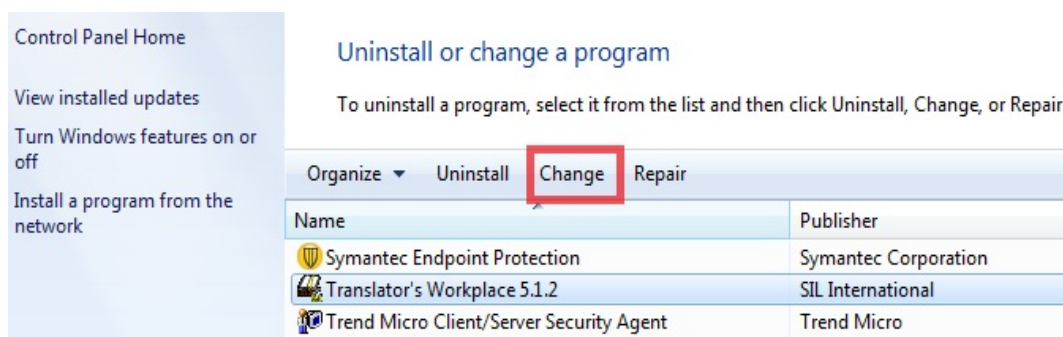 Control Panel Home
View installed updates
Turn Windows features on or
off
Install a program from the
network
Uninstall or change a program
To uninstall a program, select it from the list and then click Uninstall, Change, or Repair
Organize Uninstall Change Repair
Name Publisher
Symantec Endpoint Protection Symantec Corporation
Translator's Workplace 5.1.2 SIL International
Trend Micro Client/Server Security Agent Trend Micro